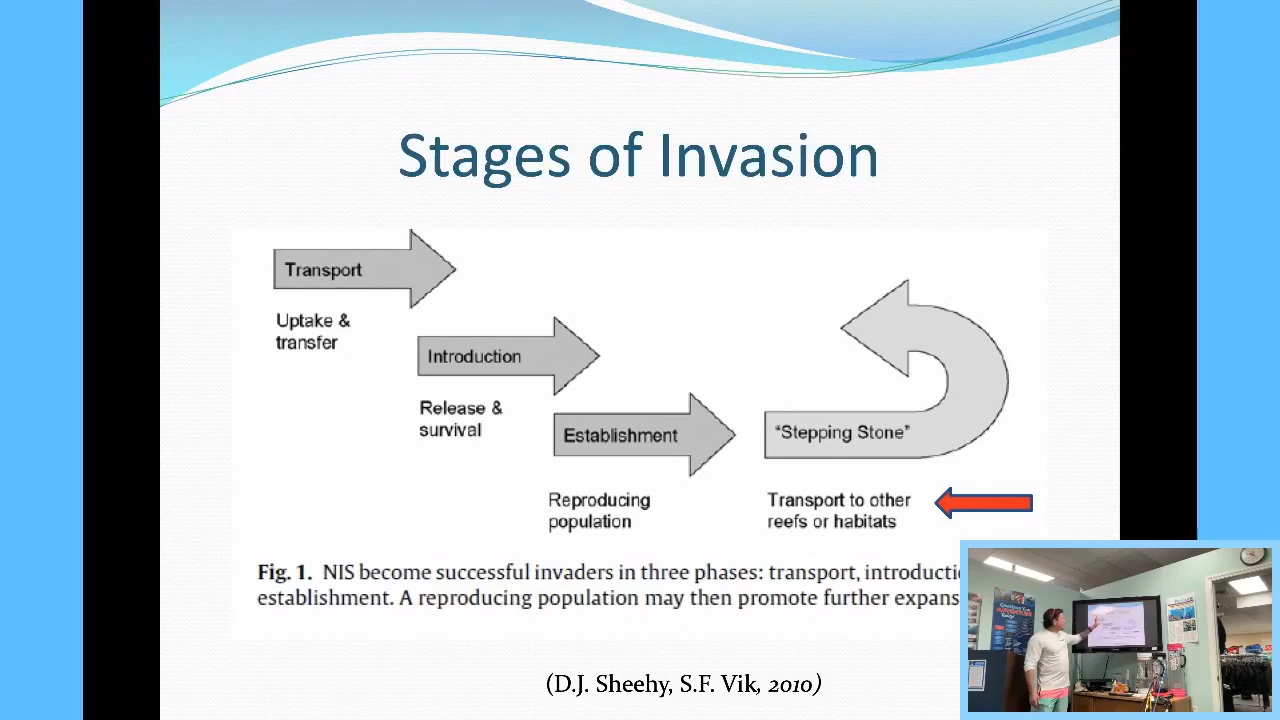 Stages of Invasion
Transport
Uptake &
transfer
Introduction
Release &
survival
Establishment
Reproducing
population
“Stepping Stone”
Transport to other
reefs or habitats
Fig. 1. NIS become successful invaders in three phases: transport,
establishment. A reproducing population may then promote further
(D.J. Sheehy, S.F. Vik, 2010)